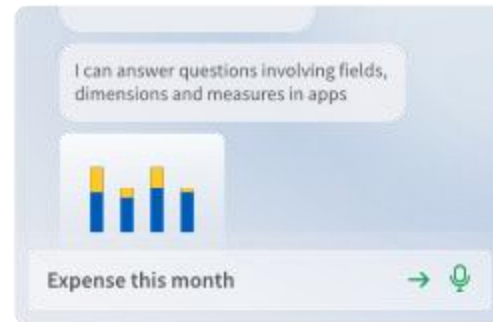 I can answer questions involving fields,
dimensions and measures in apps
Expense this month